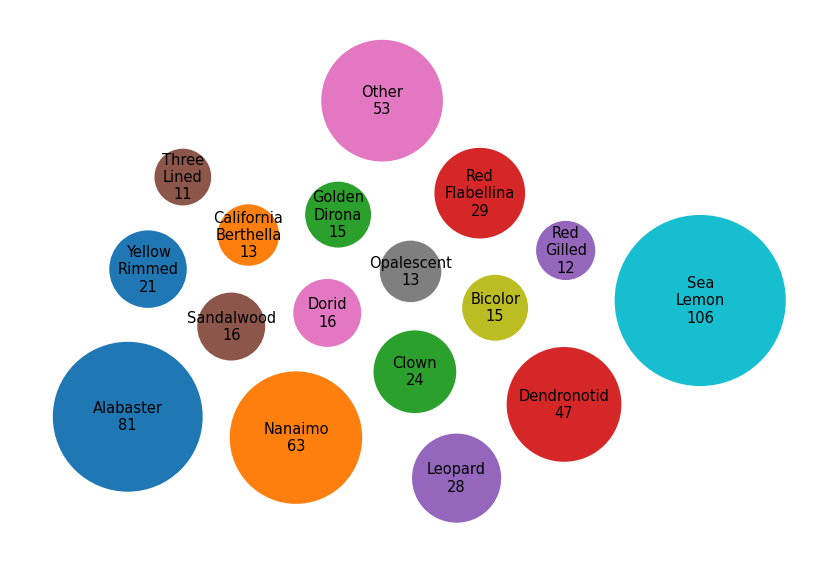 Other
53
Three
Lined
11
Red
Flabellina
29
Golden
Dirona
15
California
Berthella
13
Red
Gilled
12
Yellow
Rimmed
21
Opalescent
13
Sea
Lemon
106
Bicolor
15
Dorid
16
Sandalwood
16
Clown
24
Dendronotid
47
Alabaster
81
Nanaimo
63
Leopard
28